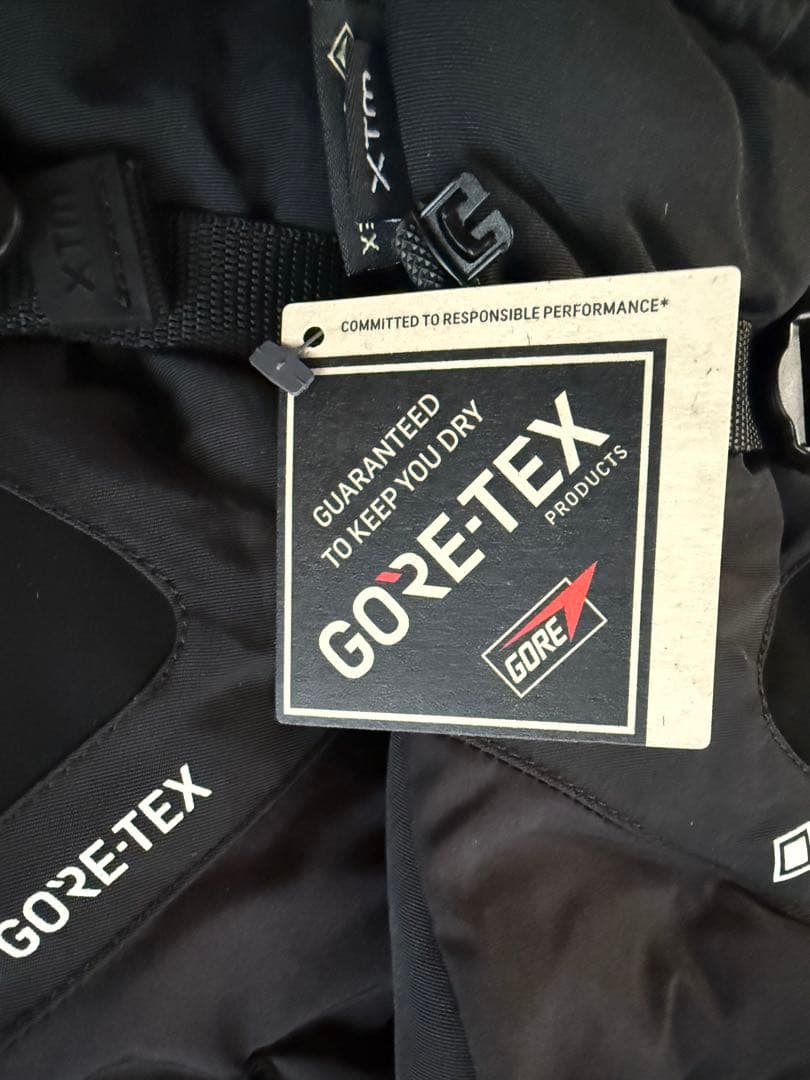 XTM
XTM
COMMITTED TO RESPONSIBLE PERFORMANCE*
GUARANTEED
TO KEEP YOU DRY
GORE-TEX
PRODUCTS
GORE
GORE-TEX